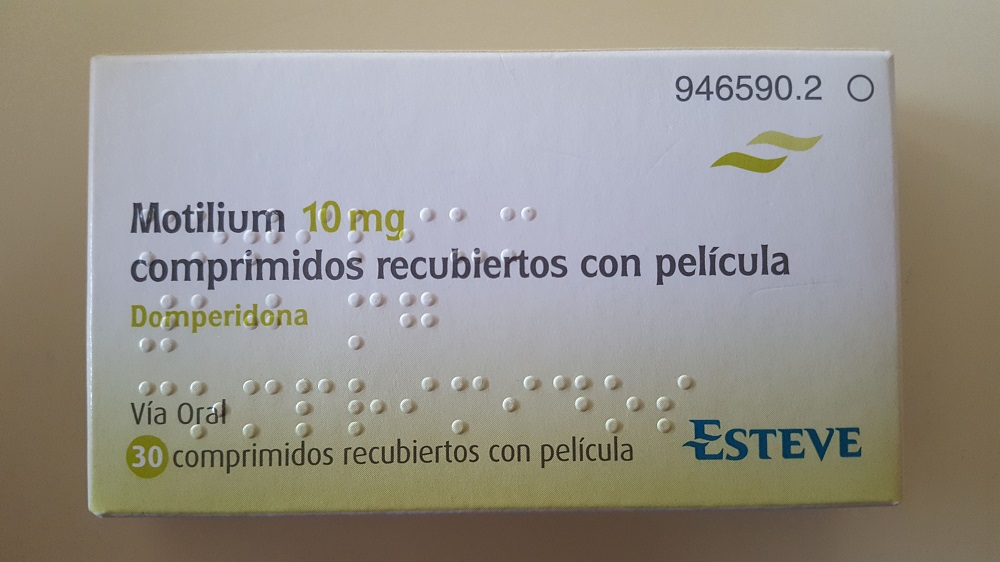 946590.2
Motilium 10 mg
comprimidos recubiertos con película
Domperidona
Vía Oral
30 comprimidos recubiertos con película
ESTEVE